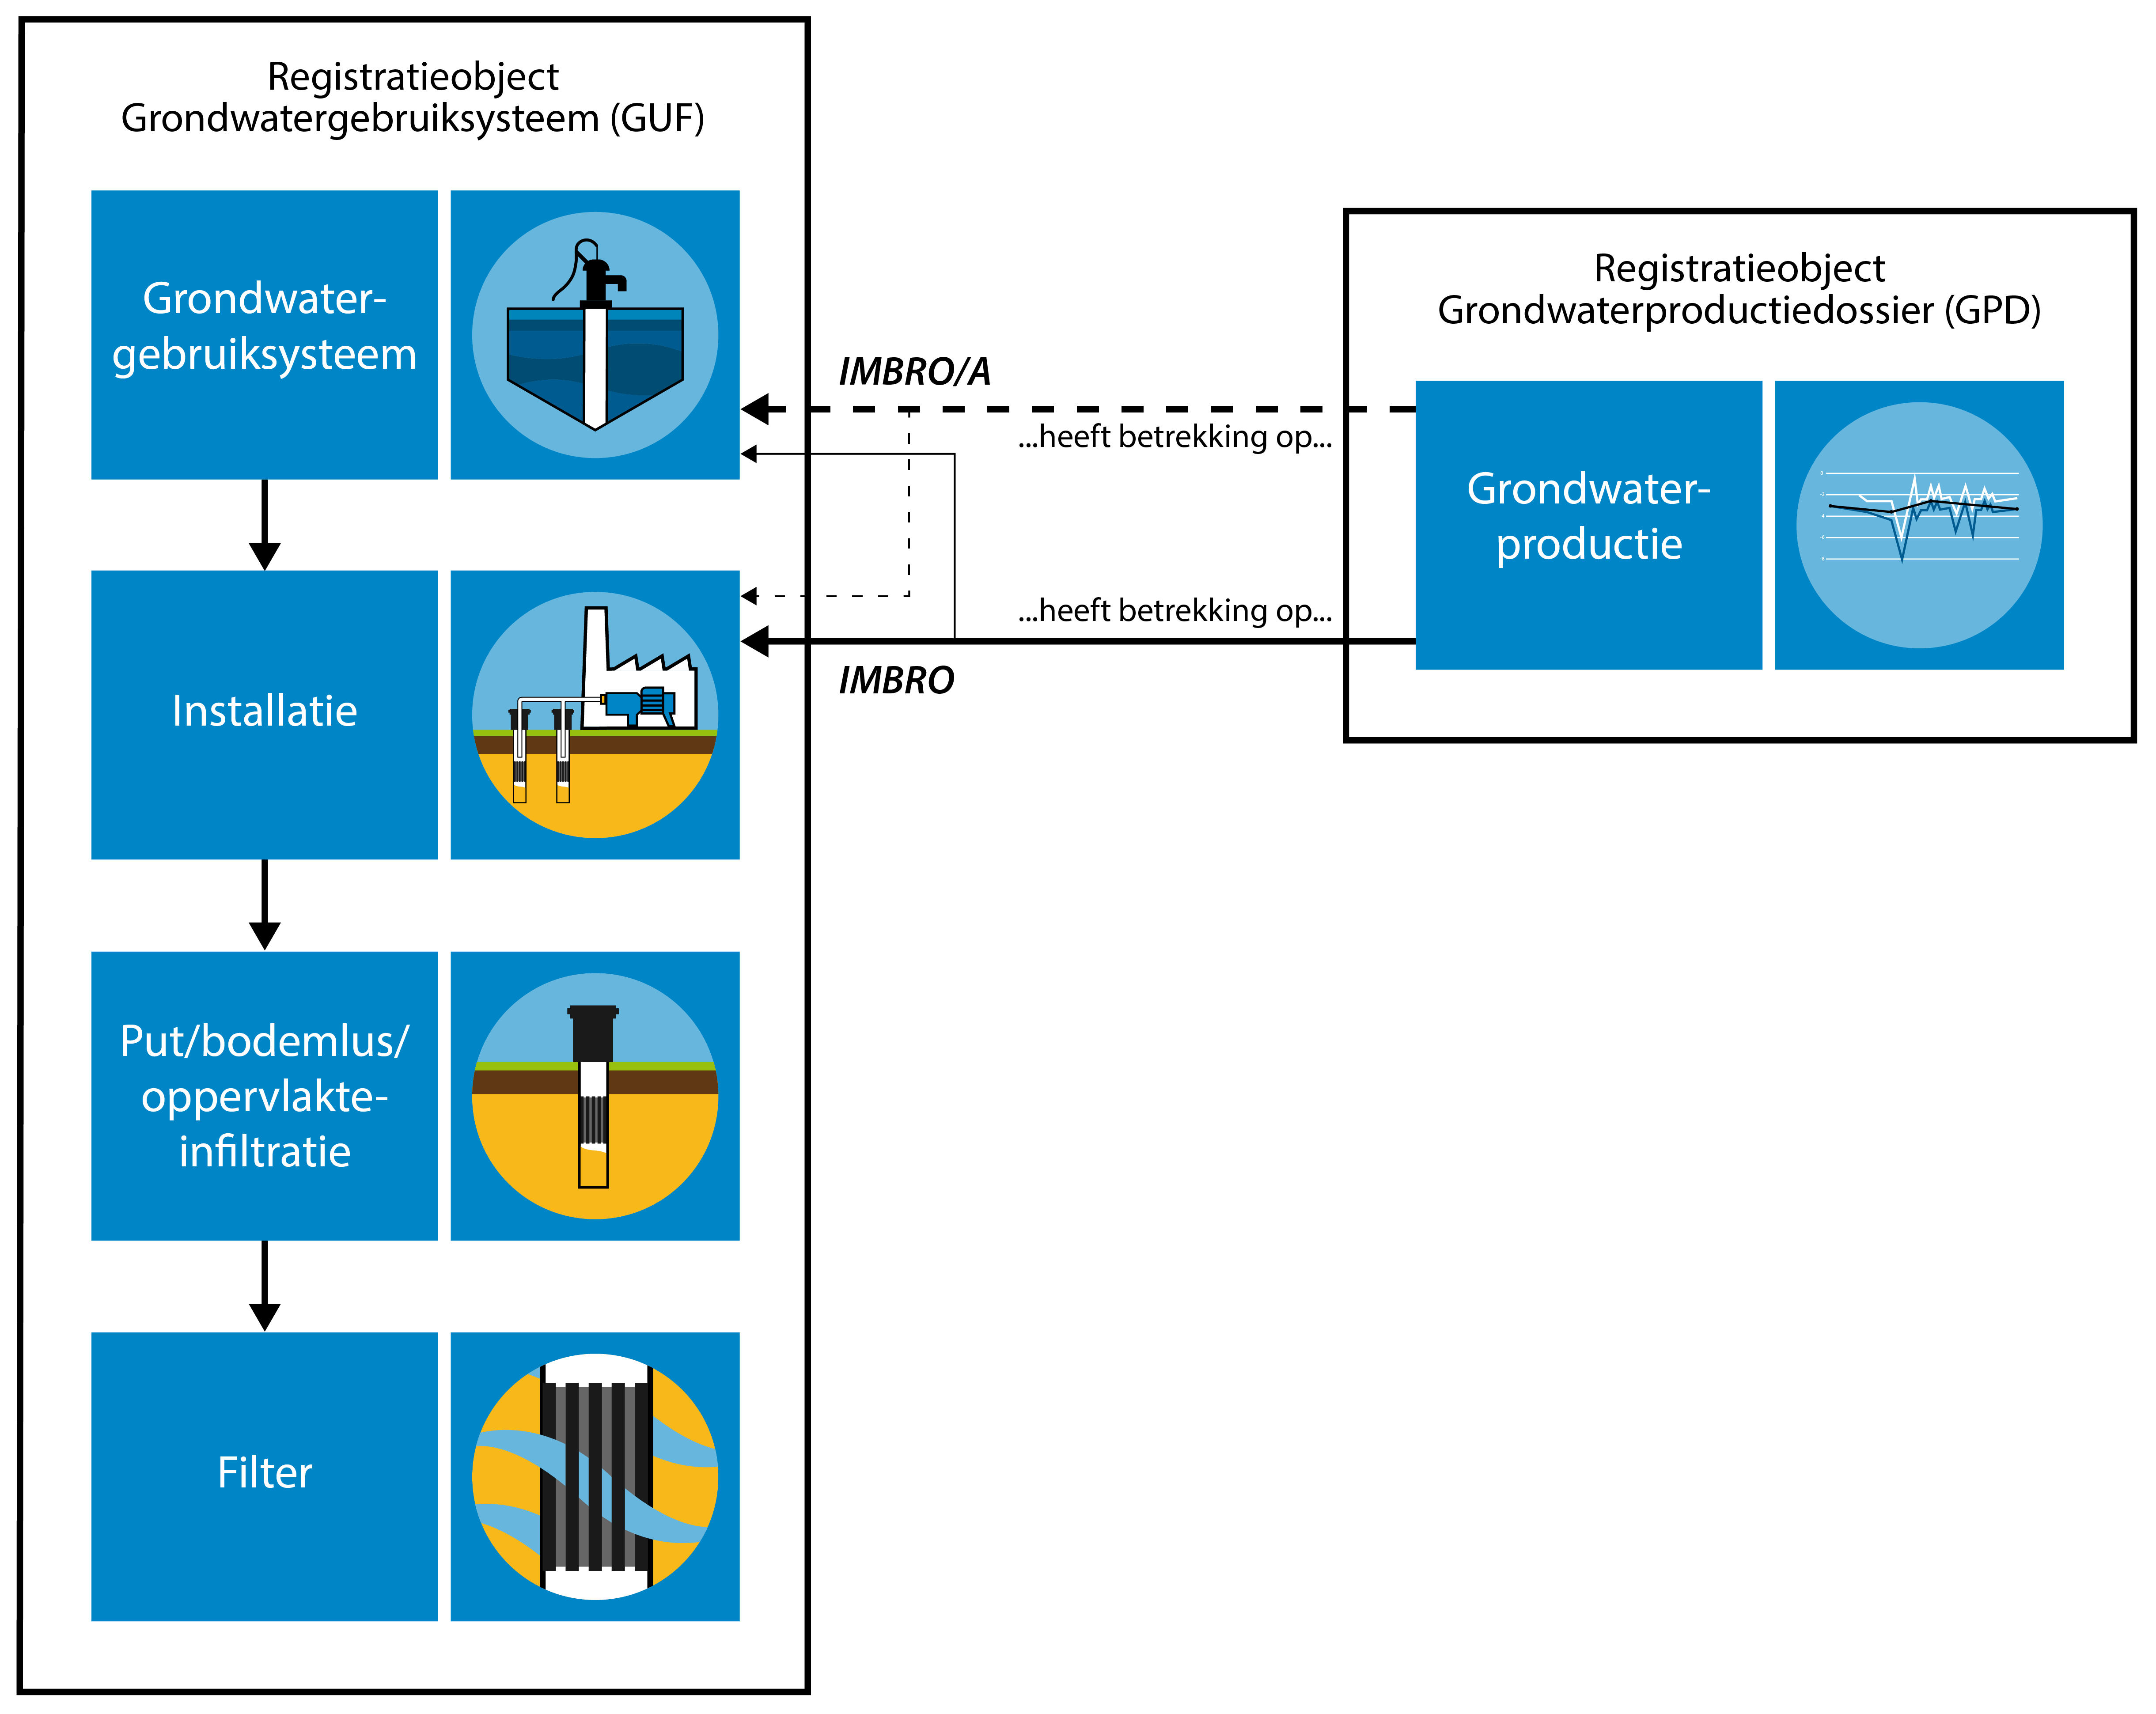 Registratieobject
Grondwatergebruiksysteem (GUF)
Grondwater-
gebruiksysteem
Installatie
Put/bodemlus/
oppervlakte-
infiltratie
Filter
IMBRO/A
...heeft betrekking op...
...heeft betrekking op...
IMBRO
Registratieobject
Grondwaterproductiedossier (GPD)
Grondwater-
productie